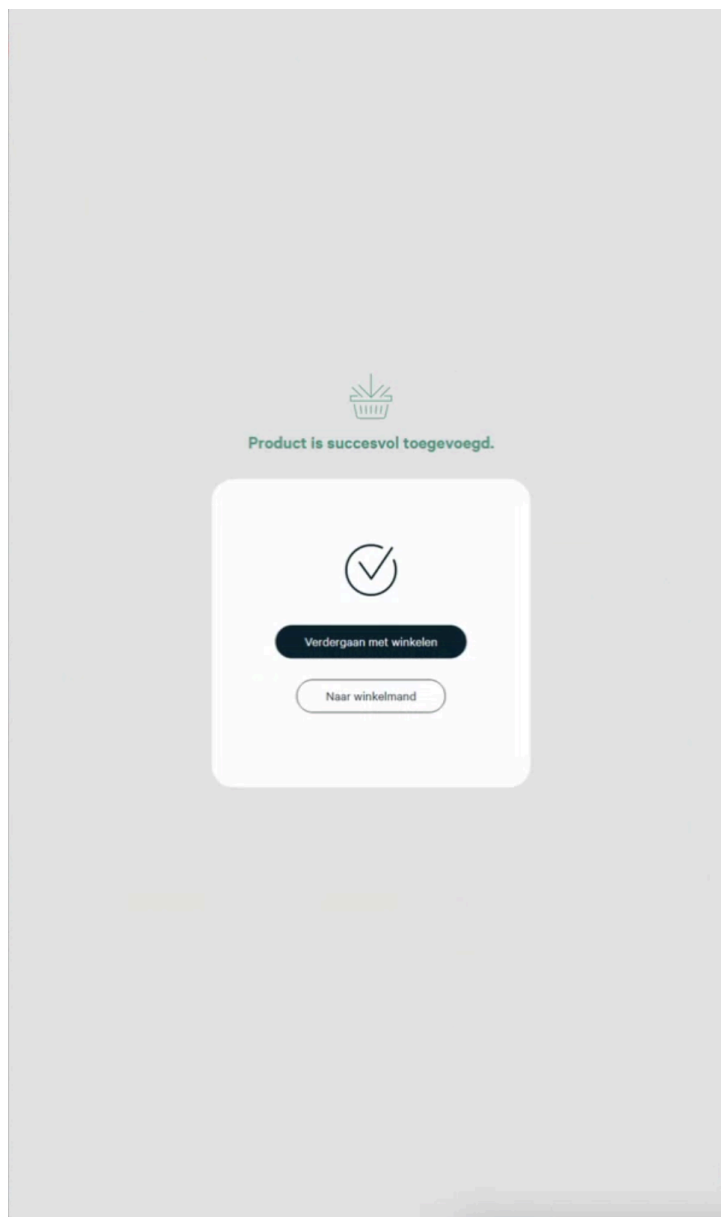 Product is succesvol toegevoegd.
Verdergaan met winkelen
Naar winkelmand